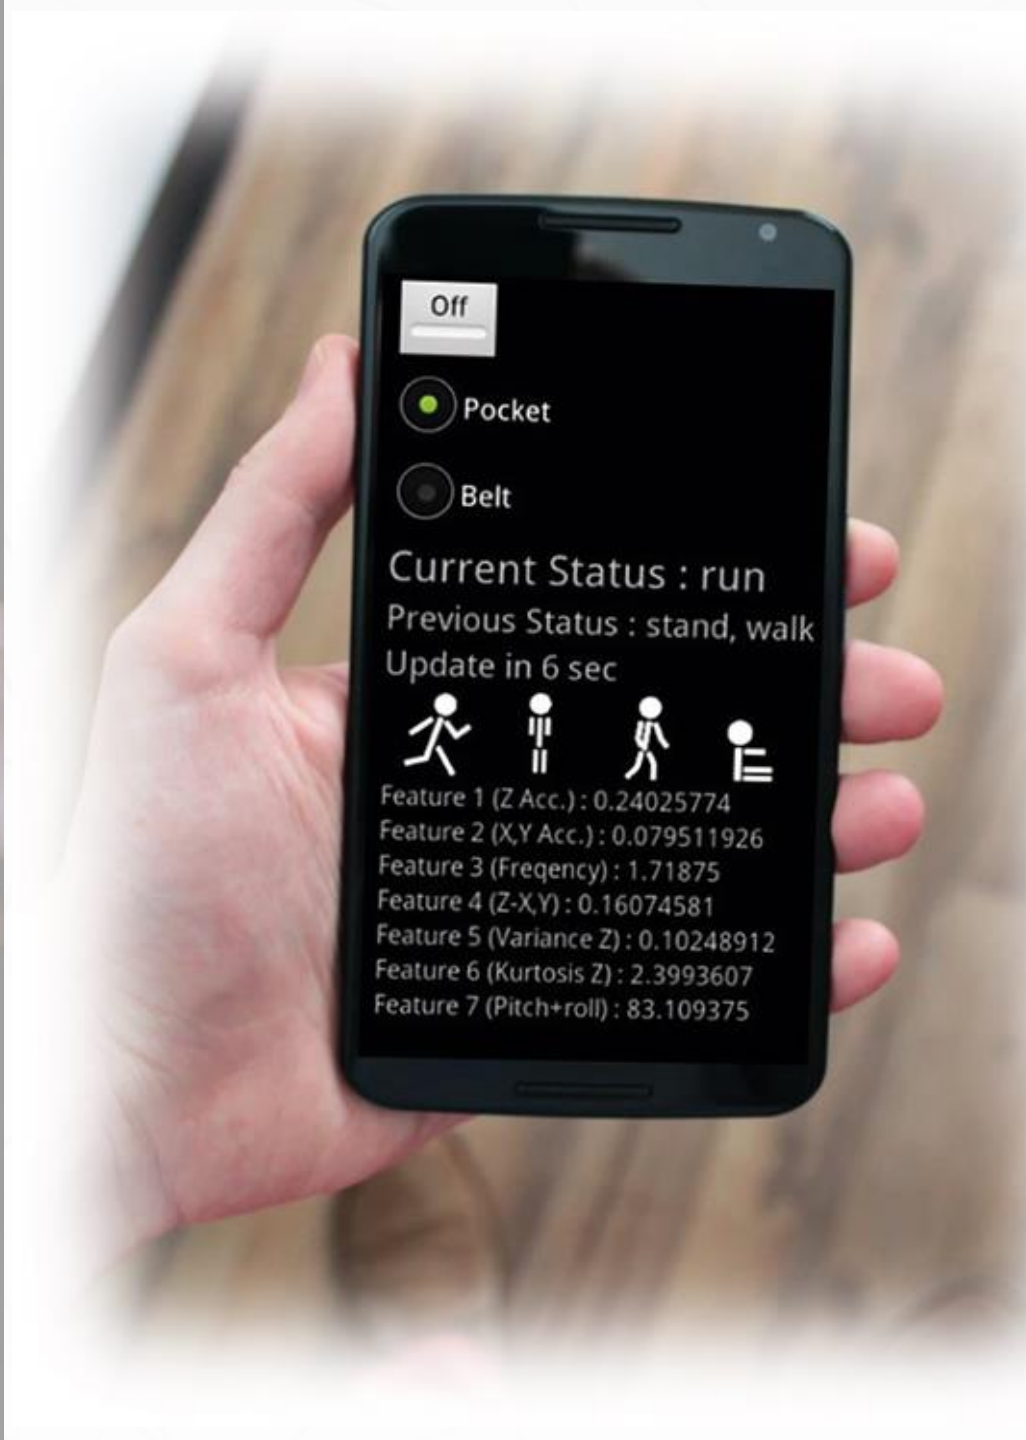 Off
Pocket
Belt
Current Status : run
Previous Status : stand, walk
Update in 6 sec
Feature 1 (Z Acc.) : 0.24025774
Feature 2 (X,Y Acc.) : 0.079511926
Feature 3 (Freqency) : 1.71875
Feature 4 (Z-X,Y) : 0.16074581
Feature 5 (Variance Z) : 0.10248912
Feature 6 (Kurtosis Z) : 2.3993607
Feature 7 (Pitch+roll) : 83.109375